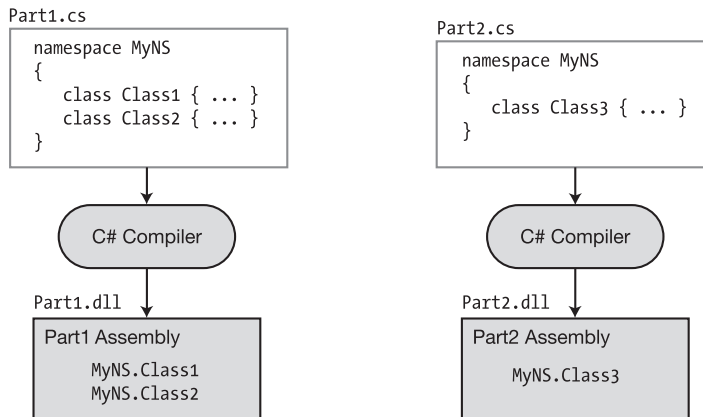 Part1.cs
namespace MyNS
{
class Class1 { ... }
class Class2 { ... }
}
C# Compiler
Part1.dll
Part1 Assembly
MyNS.Class1
MyNS.Class2
Part2.cs
namespace MyNS
{
class Class3 { ... }
}
C# Compiler
Part2.dll
Part2 Assembly
MyNS.Class3